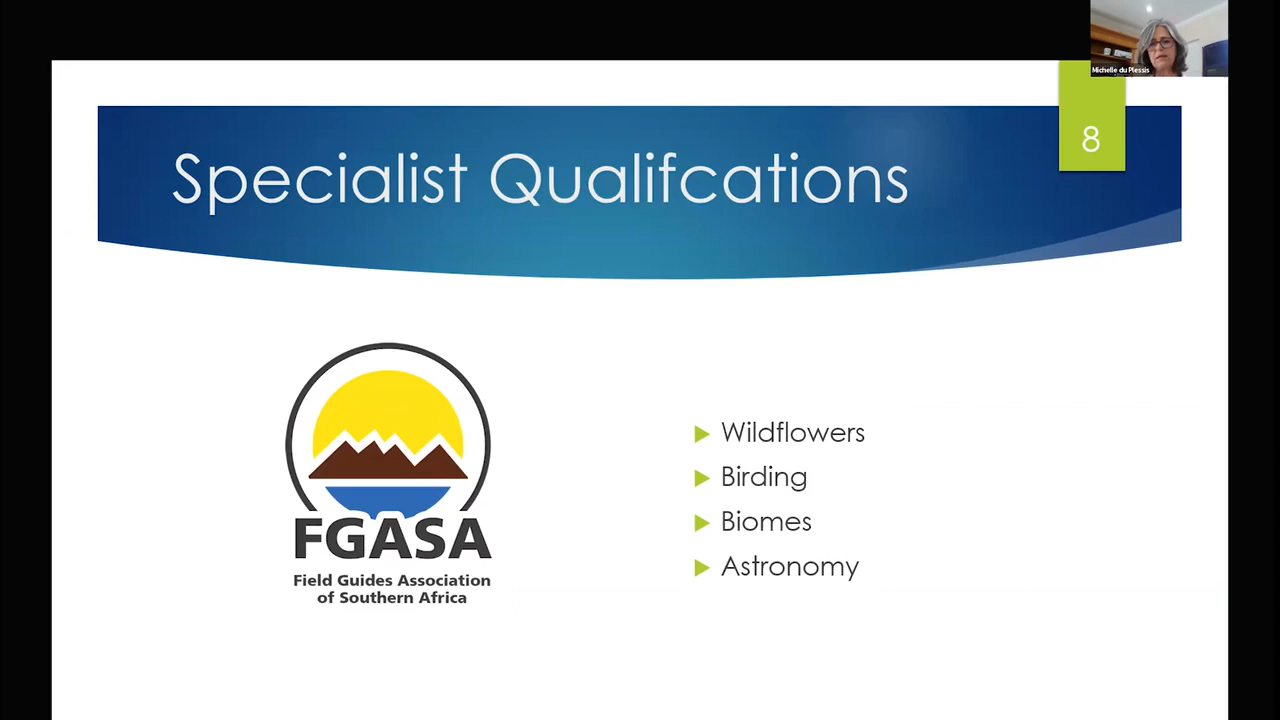 Michelle du Plessis
8
Specialist Qualifcations
Wildflowers
Birding
Biomes
Astronomy
FGASA
Field Guides Association
of Southern Africa